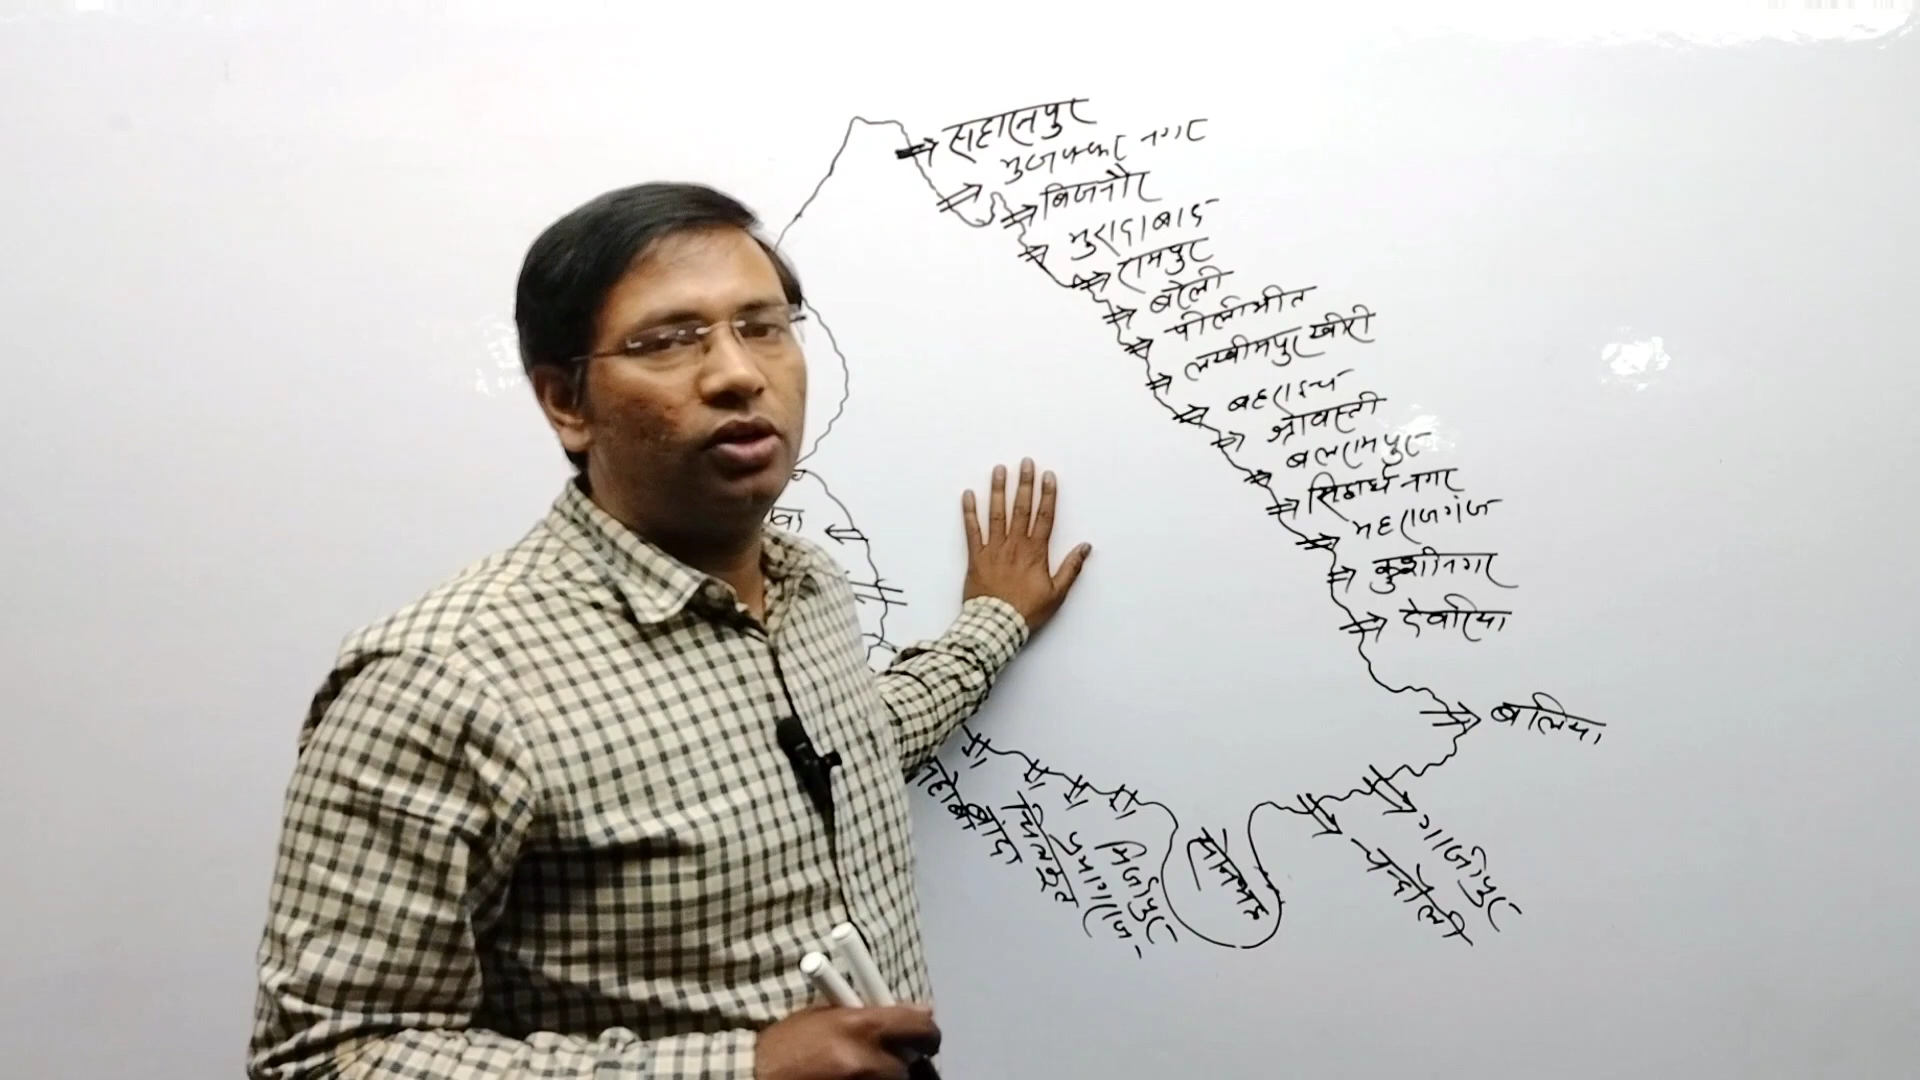 सहारनपुर
मुजफ्फर नगर
बिजनौर
मुरादाबाद
रामपुर
बरेली
पीलीभीत
लखीमपुर खीरी
बहराइच
श्रावस्ती
बलरामपुर
सिद्धार्थ नगर
महराजगंज
कुशीनगर
देवरिया
बलिया
गाजीपुर
चन्दौली
सोनभद्र
मिर्जापुर
प्रयागराज
चित्रकूट
बांदा
महोबा